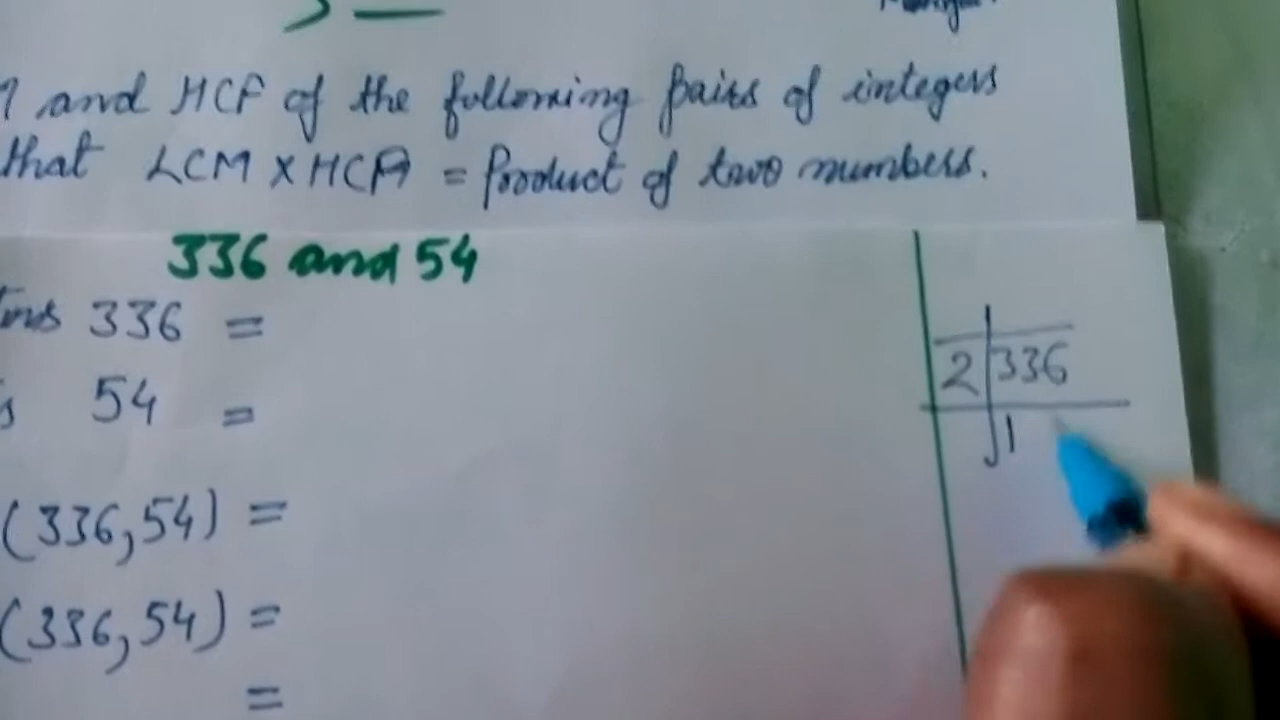 and HCF of the following pairs of integers
that LCM X HCF = Product of two numbers.
336 and 54
336 =
54 =
(336,54) =
(336,54) =
=
2 336
1